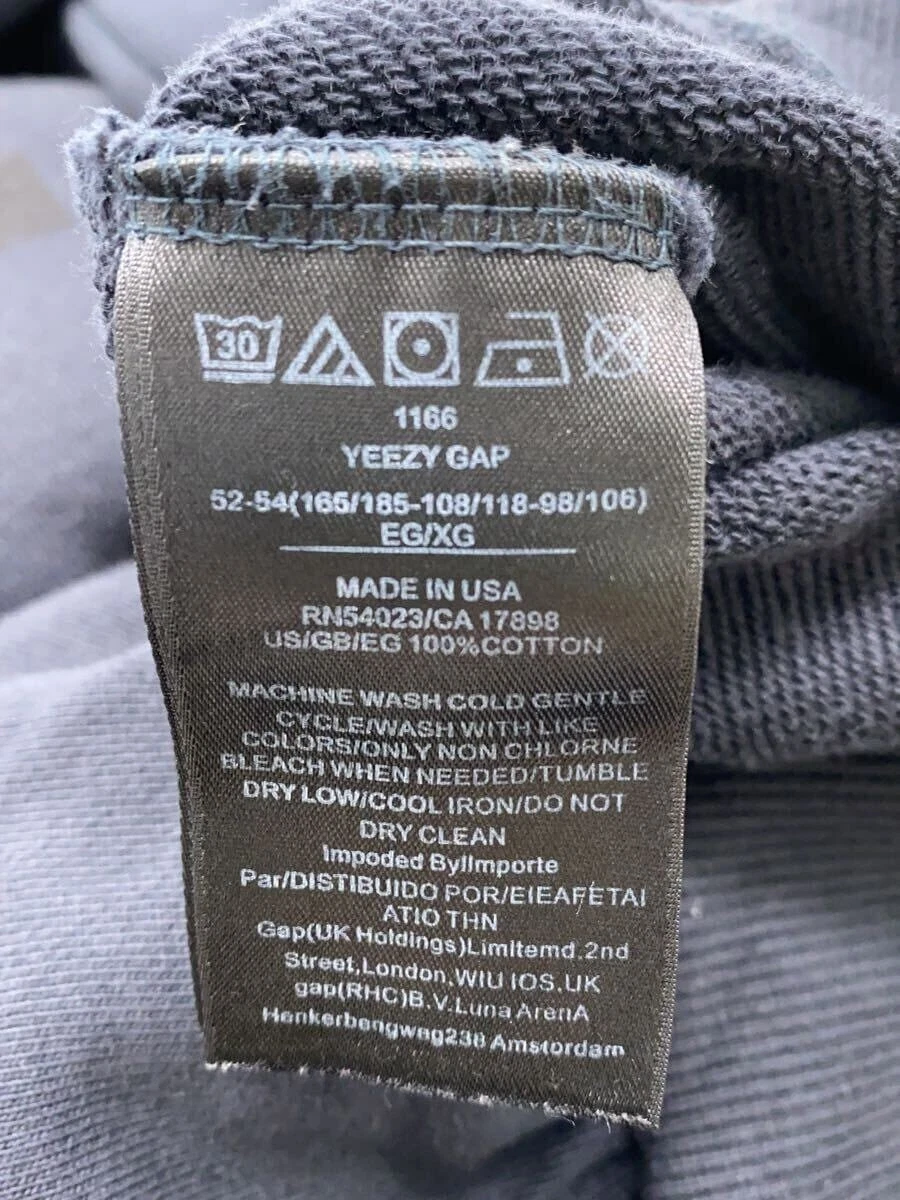 30
1166
YEEZY GAP
52-54(165/185-108/118-98/106)
EG/XG
MADE IN USA
RN54023/CA 17898
US/GB/EG 100%COTTON
MACHINE WASH COLD GENTLE
CYCLE/WASH WITH LIKE
COLORS/ONLY NON CHLORNE
BLEACH WHEN NEEDED/TUMBLE
DRY LOW/COOL IRON/DO NOT
DRY CLEAN
Impoded ByIlmporte
Par/DISTIBUIDO POR/EIEAFETAI
ATIO THN
Gap(UK Holdings)Limitemd.2nd
Street,London,WIU IOS.UK
gap(RHC)B.V.Luna ArenA
Henkerbengweg238 Amstordam